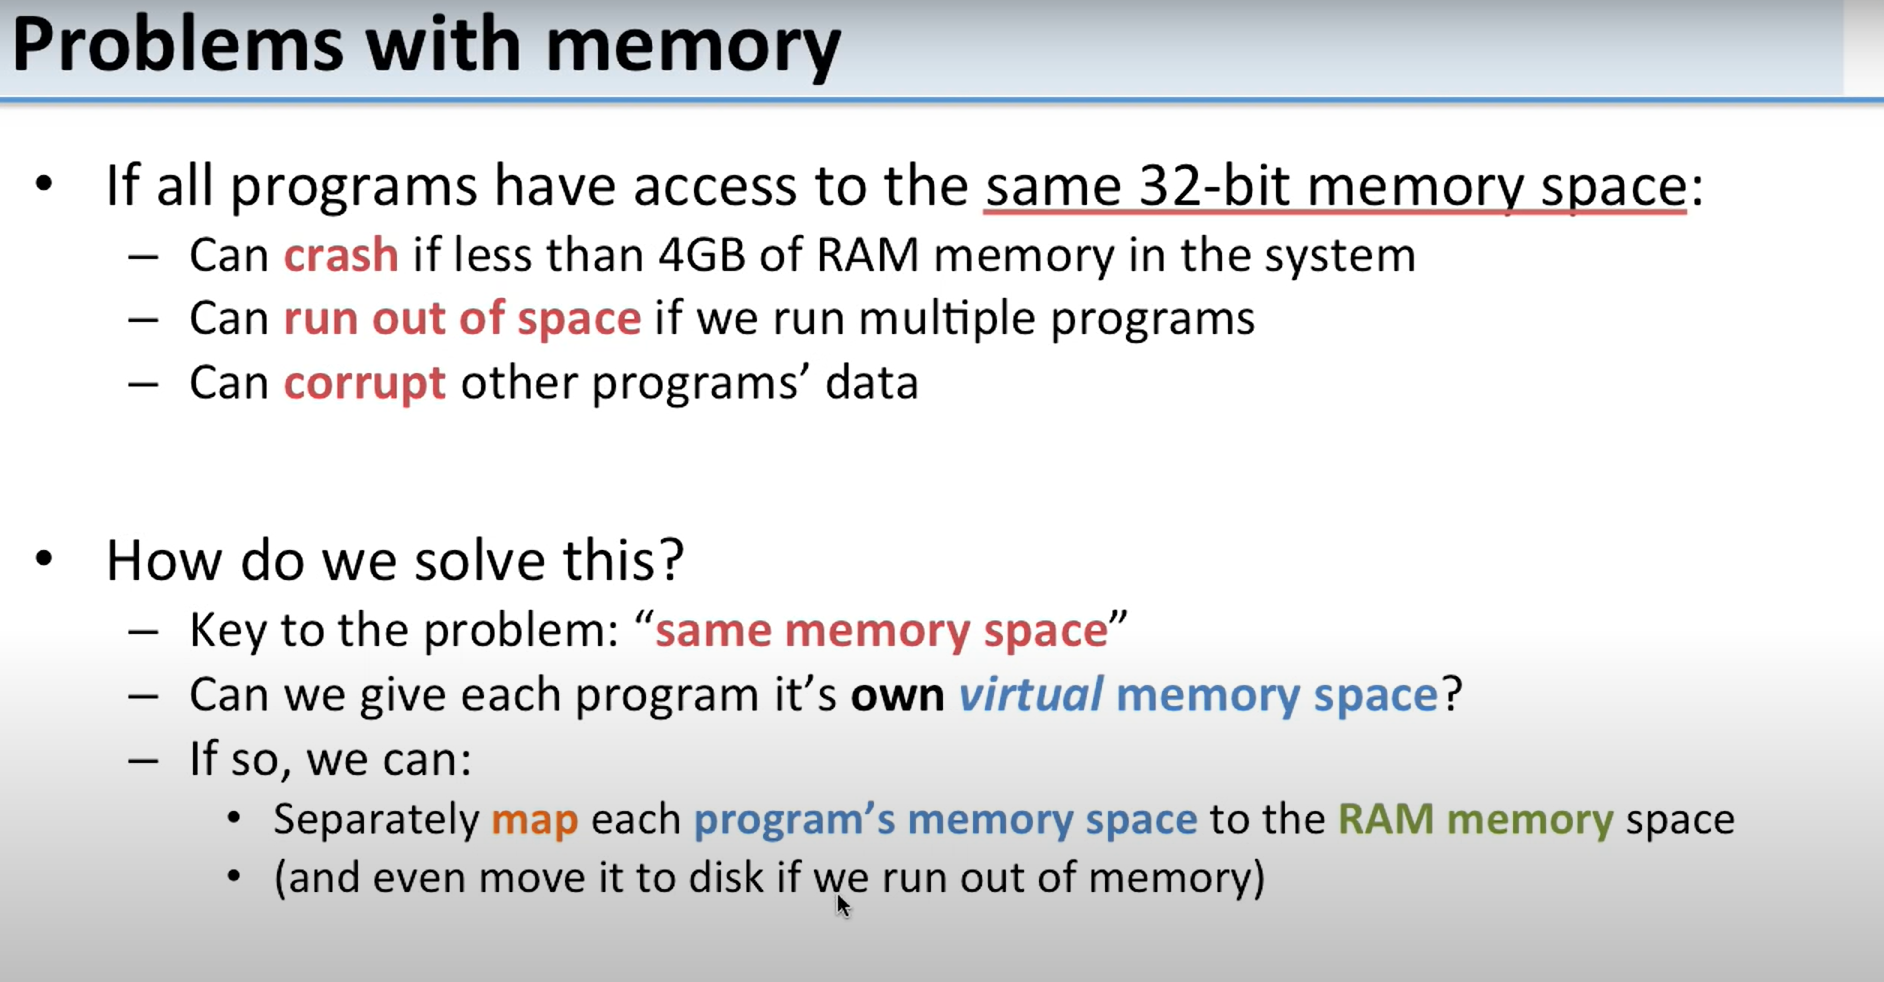 Problems with memory
• If all programs have access to the same 32-bit memory space:
– Can crash if less than 4GB of RAM memory in the system
– Can run out of space if we run multiple programs
– Can corrupt other programs’ data
• How do we solve this?
– Key to the problem: “same memory space”
– Can we give each program it’s own virtual memory space?
– If so, we can:
• Separately map each program’s memory space to the RAM memory space
• (and even move it to disk if we run out of memory)